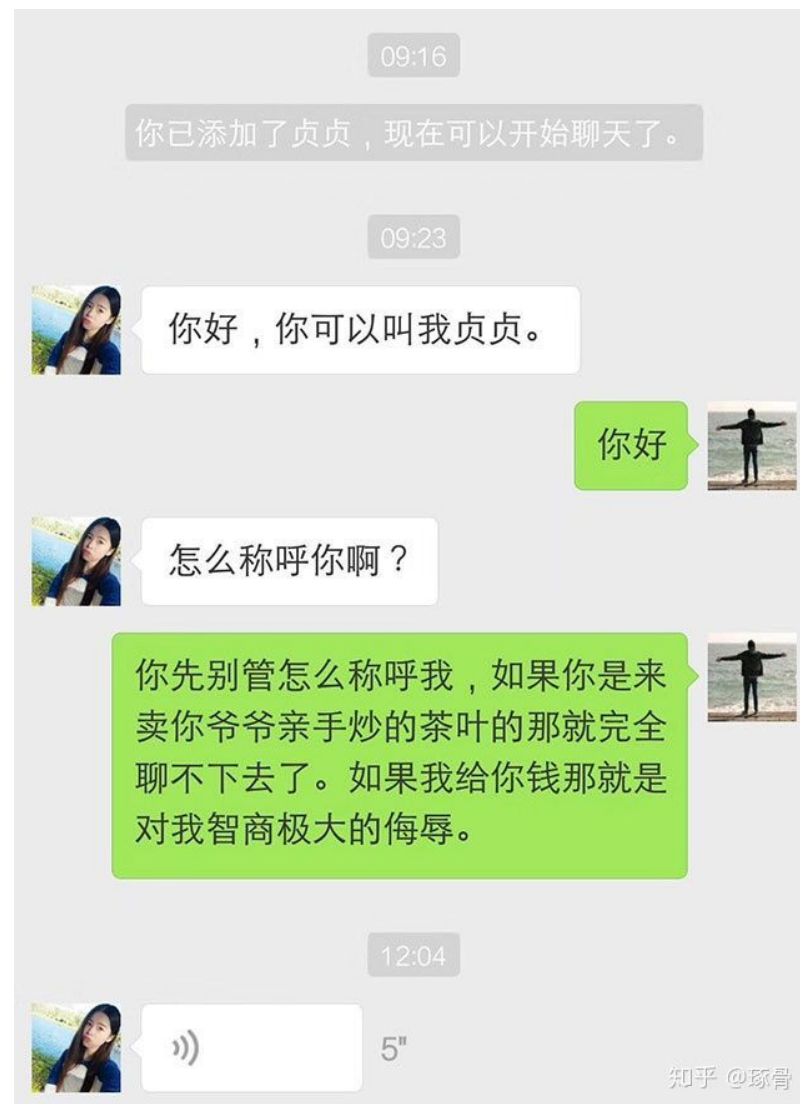 09:16
你已添加了贞贞，现在可以开始聊天了。
09:23
你好，你可以叫我贞贞。
你好
怎么称呼你啊？
你先别管怎么称呼我，如果你是来
卖你爷爷亲手炒的茶叶的那就完全
聊不下去了。如果我给你钱那就是
对我智商极大的侮辱。
12:04
5"
知乎 @琢骨